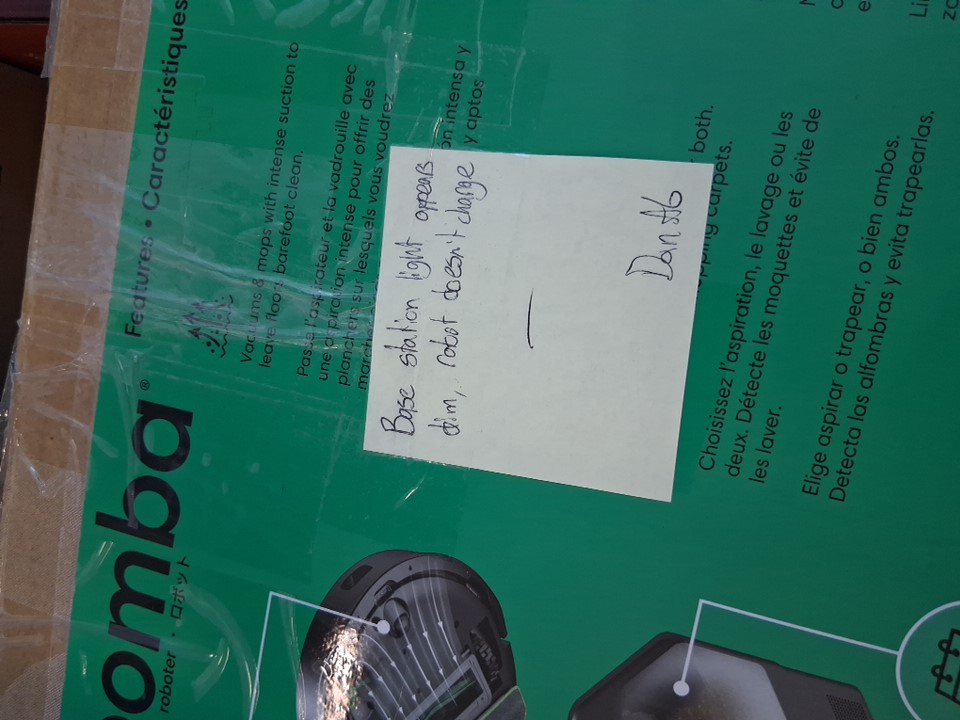 Features • Caractéristiques
Vacuums & mops with intense suction to
leave floors barefoot clean.
Passe l'aspirateur et la vadrouille avec
une aspiration intense pour offrir des
planchers sur lesquels vous voudrez
on intensa y
y aptos
Base station light appears
dim, robot doesn't charge
—
Dan
both.
carpets.
Choisissez l'aspiration, le lavage ou les
deux. Détecte les moquettes et évite de
les laver.
Elige aspirar o trapear, o bien ambos.
Detecta las alfombras y evita trapearlas.
omba®
roboter · ロボット